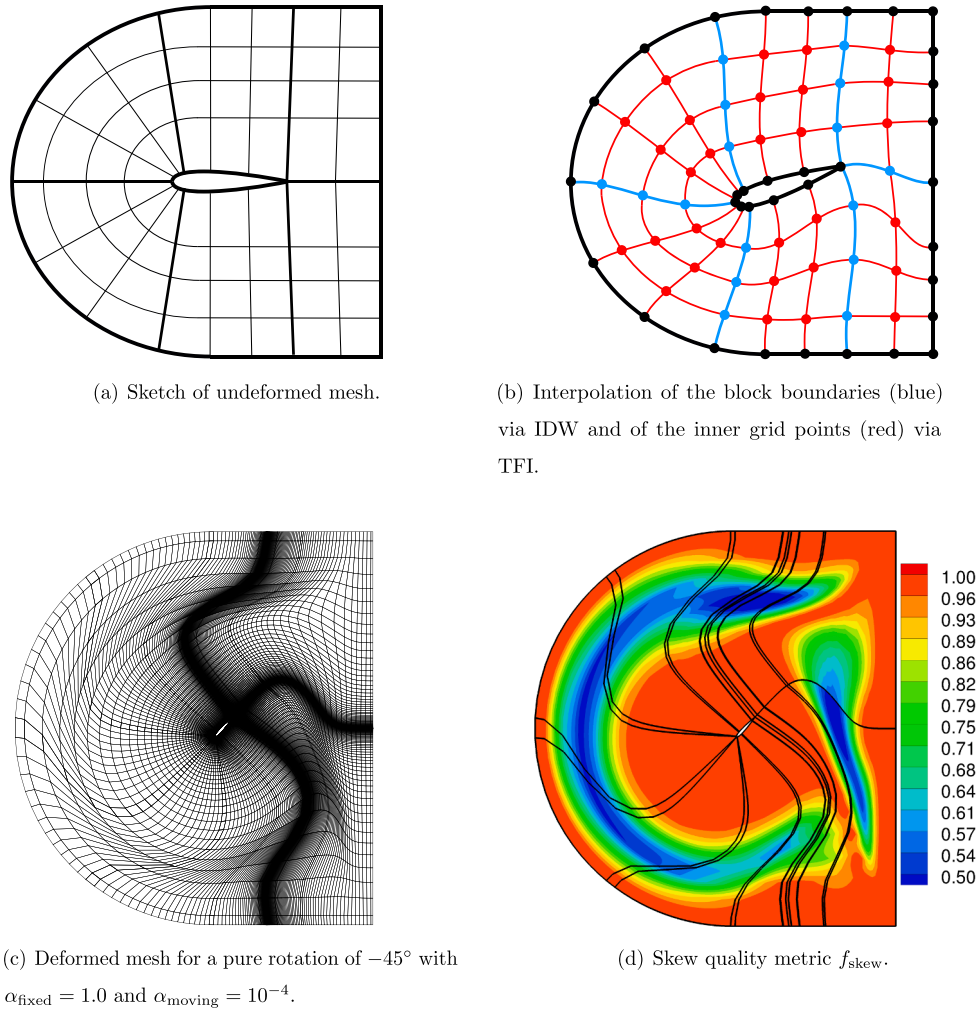 (a) Sketch of undeformed mesh.
(b) Interpolation of the block boundaries (blue)
via IDW and of the inner grid points (red) via
TFI.
1.00
0.96
0.93
0.89
0.86
0.82
0.79
0.75
0.71
0.68
0.64
0.61
0.57
0.54
0.50
(c) Deformed mesh for a pure rotation of −45° with
α_fixed = 1.0 and α_moving = 10⁻⁴.
(d) Skew quality metric f_skew.